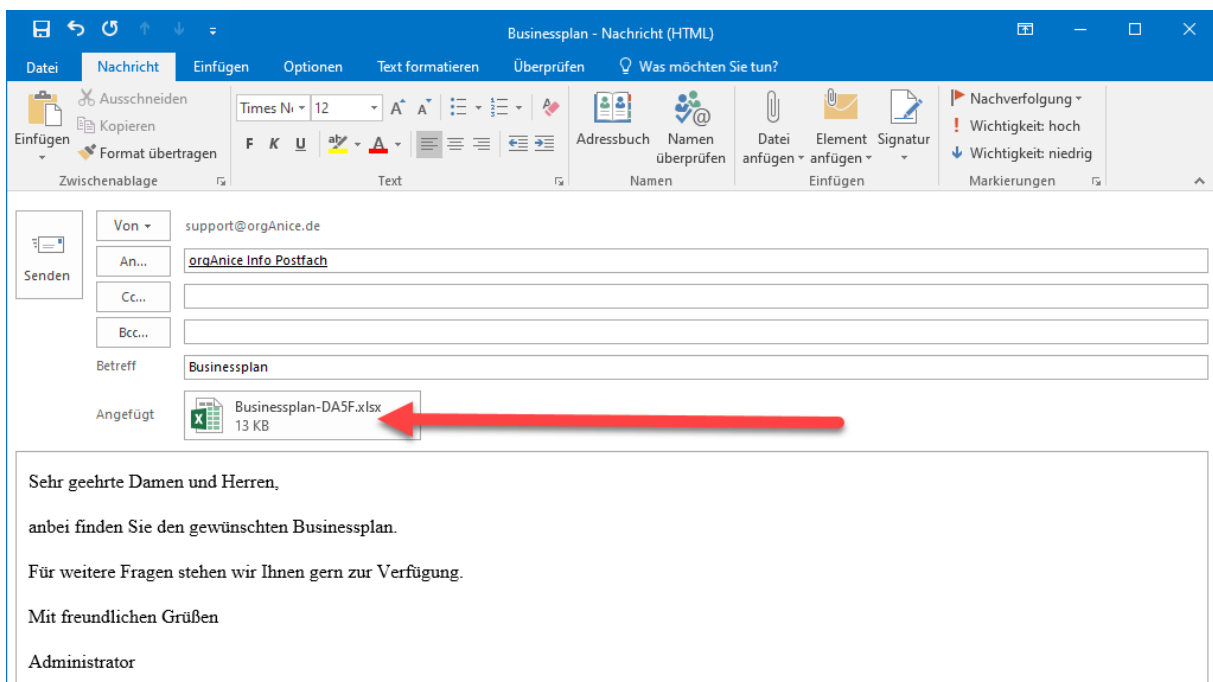 Businessplan - Nachricht (HTML)
Datei Nachricht Einfügen Optionen Text formatieren Überprüfen Was möchten Sie tun?
Einfügen
Ausschneiden
Kopieren
Format übertragen
Zwischenablage
Times N 12
F K U
Text
Adressbuch
Namen überprüfen
Namen
Datei anfügen
Element anfügen
Signatur
Einfügen
Nachverfolgung
Wichtigkeit: hoch
Wichtigkeit: niedrig
Markierungen
Senden
Von support@orgAnice.de
An... orgAnice Info Postfach
Cc...
Bcc...
Betreff Businessplan
Angefügt Businessplan-DA5F.xlsx
13 KB
Sehr geehrte Damen und Herren,
anbei finden Sie den gewünschten Businessplan.
Für weitere Fragen stehen wir Ihnen gern zur Verfügung.
Mit freundlichen Grüßen
Administrator